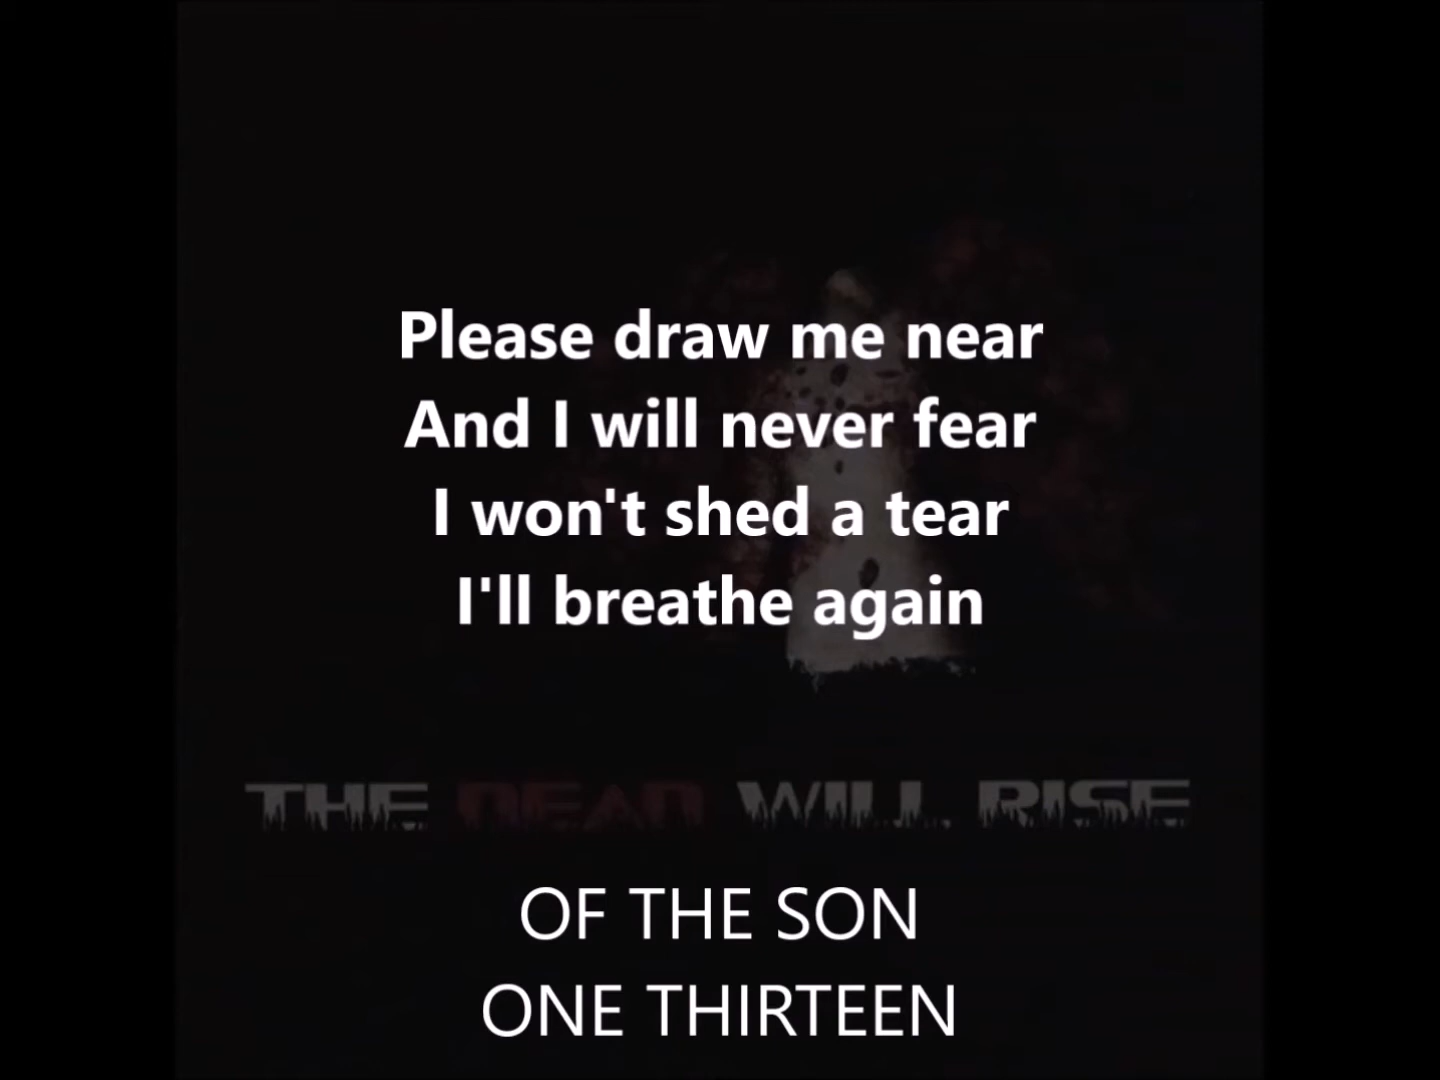 Please draw me near
And I will never fear
I won't shed a tear
I'll breathe again
THE DEAD WILL RISE
OF THE SON
ONE THIRTEEN